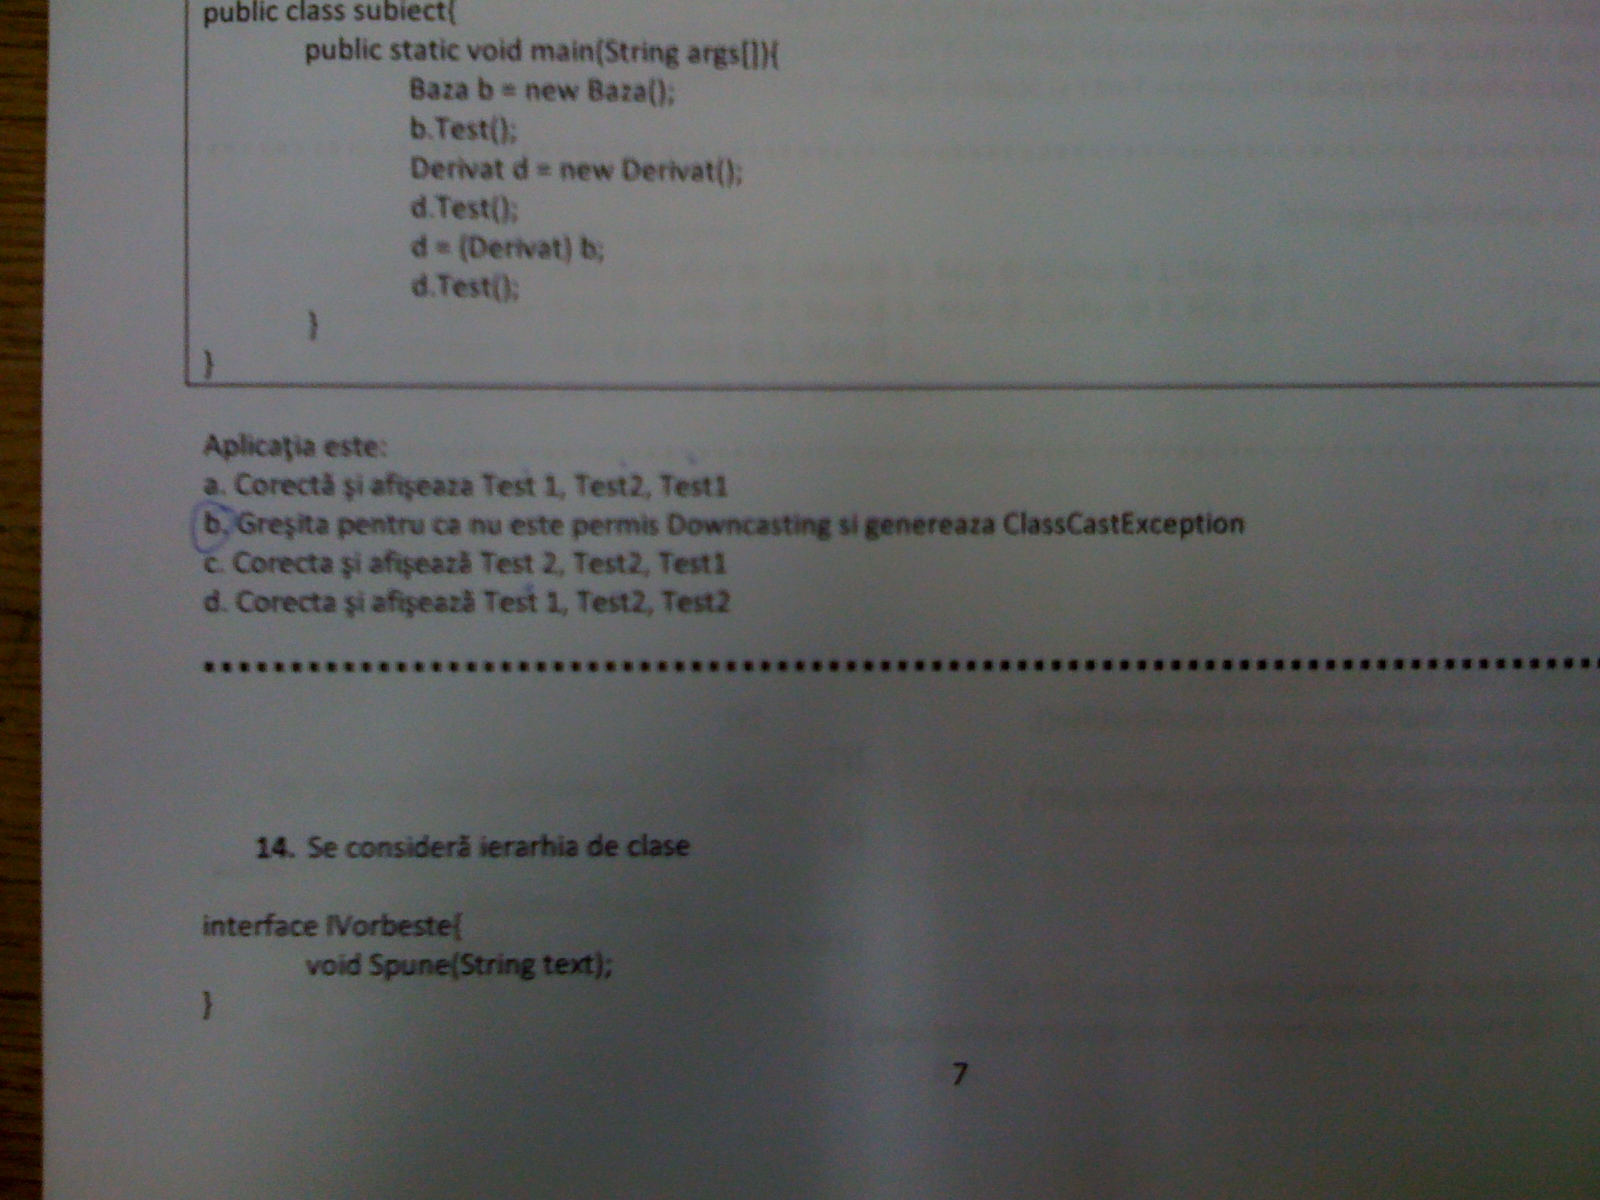 public class subiect{
public static void main(String args[]){
Baza b = new Baza();
b.Test();
Derivat d = new Derivat();
d.Test();
d = (Derivat) b;
d.Test();
}
}
Aplicaţia este:
a. Corectă şi afişeaza Test 1, Test2, Test1
b. Greşita pentru ca nu este permis Downcasting si genereaza ClassCastException
c. Corecta şi afişează Test 2, Test2, Test1
d. Corecta şi afişează Test 1, Test2, Test2
14. Se consideră ierarhia de clase
interface IVorbeste{
void Spune(String text);
}
7